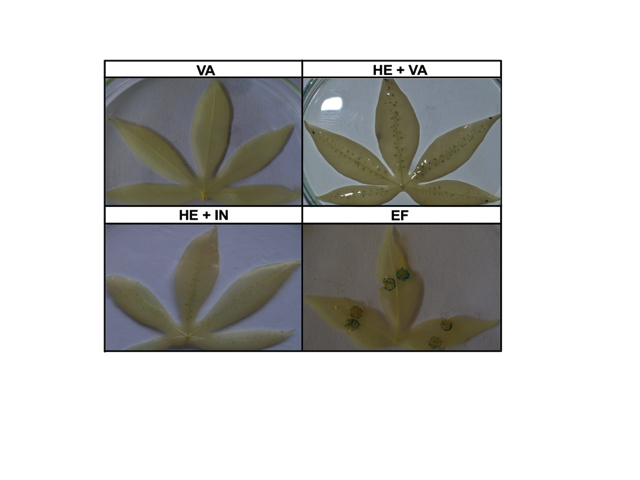 VA
HE + VA
HE + IN
EF